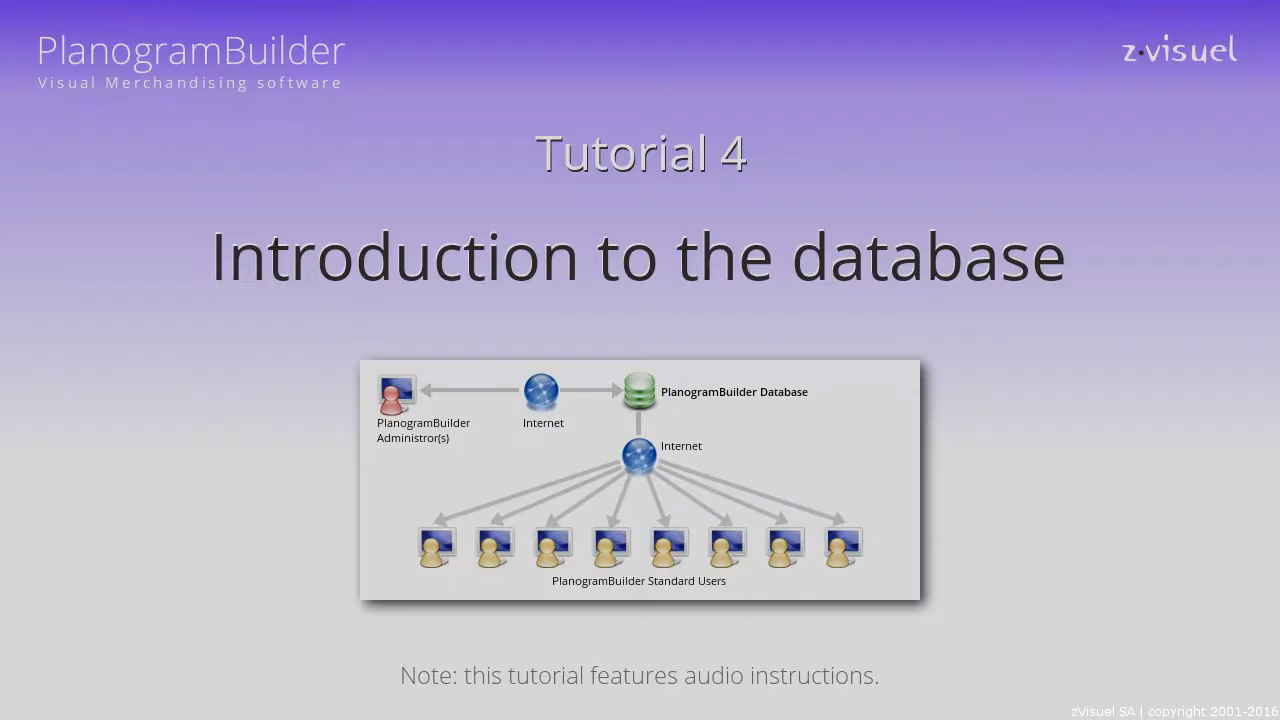 PlanogramBuilder
Visual Merchandising software
z·visuel
Tutorial 4
Introduction to the database
PlanogramBuilder Database
PlanogramBuilder
Administror(s)
Internet
Internet
PlanogramBuilder Standard Users
Note: this tutorial features audio instructions.
zVisuel SA | copyright 2001-2016